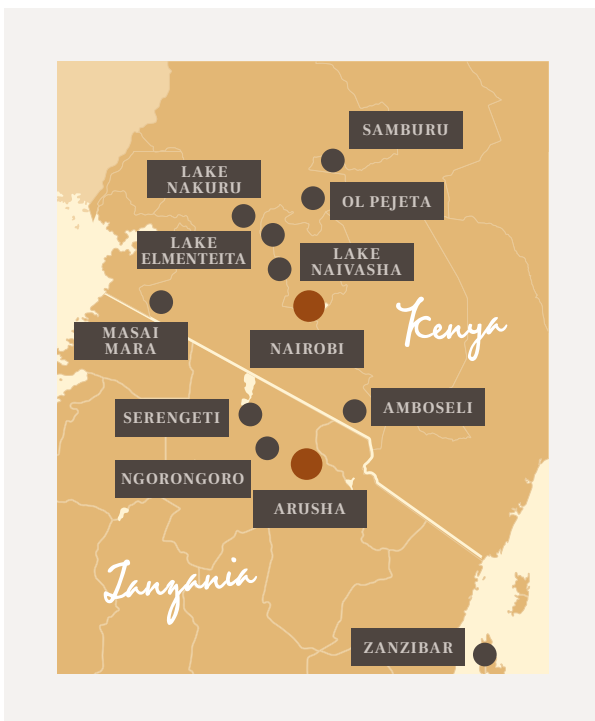 SAMBURU
LAKE
NAKURU
OL PEJETA
LAKE
ELMENTEITA
LAKE
NAIVASHA
Kenya
MASAI
MARA
NAIROBI
AMBOSELI
SERENGETI
NGORONGORO
ARUSHA
Tanzania
ZANZIBAR